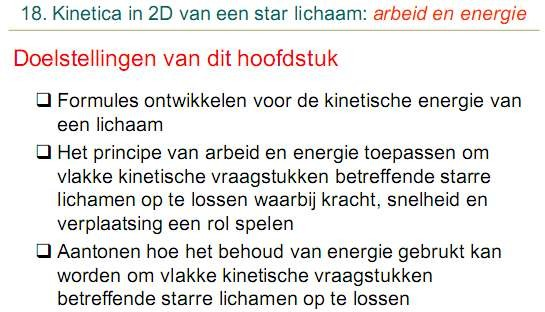 18. Kinetica in 2D van een star lichaam: arbeid en energie
Doelstellingen van dit hoofdstuk
❑ Formules ontwikkelen voor de kinetische energie van
een lichaam
❑ Het principe van arbeid en energie toepassen om
vlakke kinetische vraagstukken betreffende starre
lichamen op te lossen waarbij kracht, snelheid en
verplaatsing een rol spelen
❑ Aantonen hoe het behoud van energie gebrukt kan
worden om vlakke kinetische vraagstukken
betreffende starre lichamen op te lossen